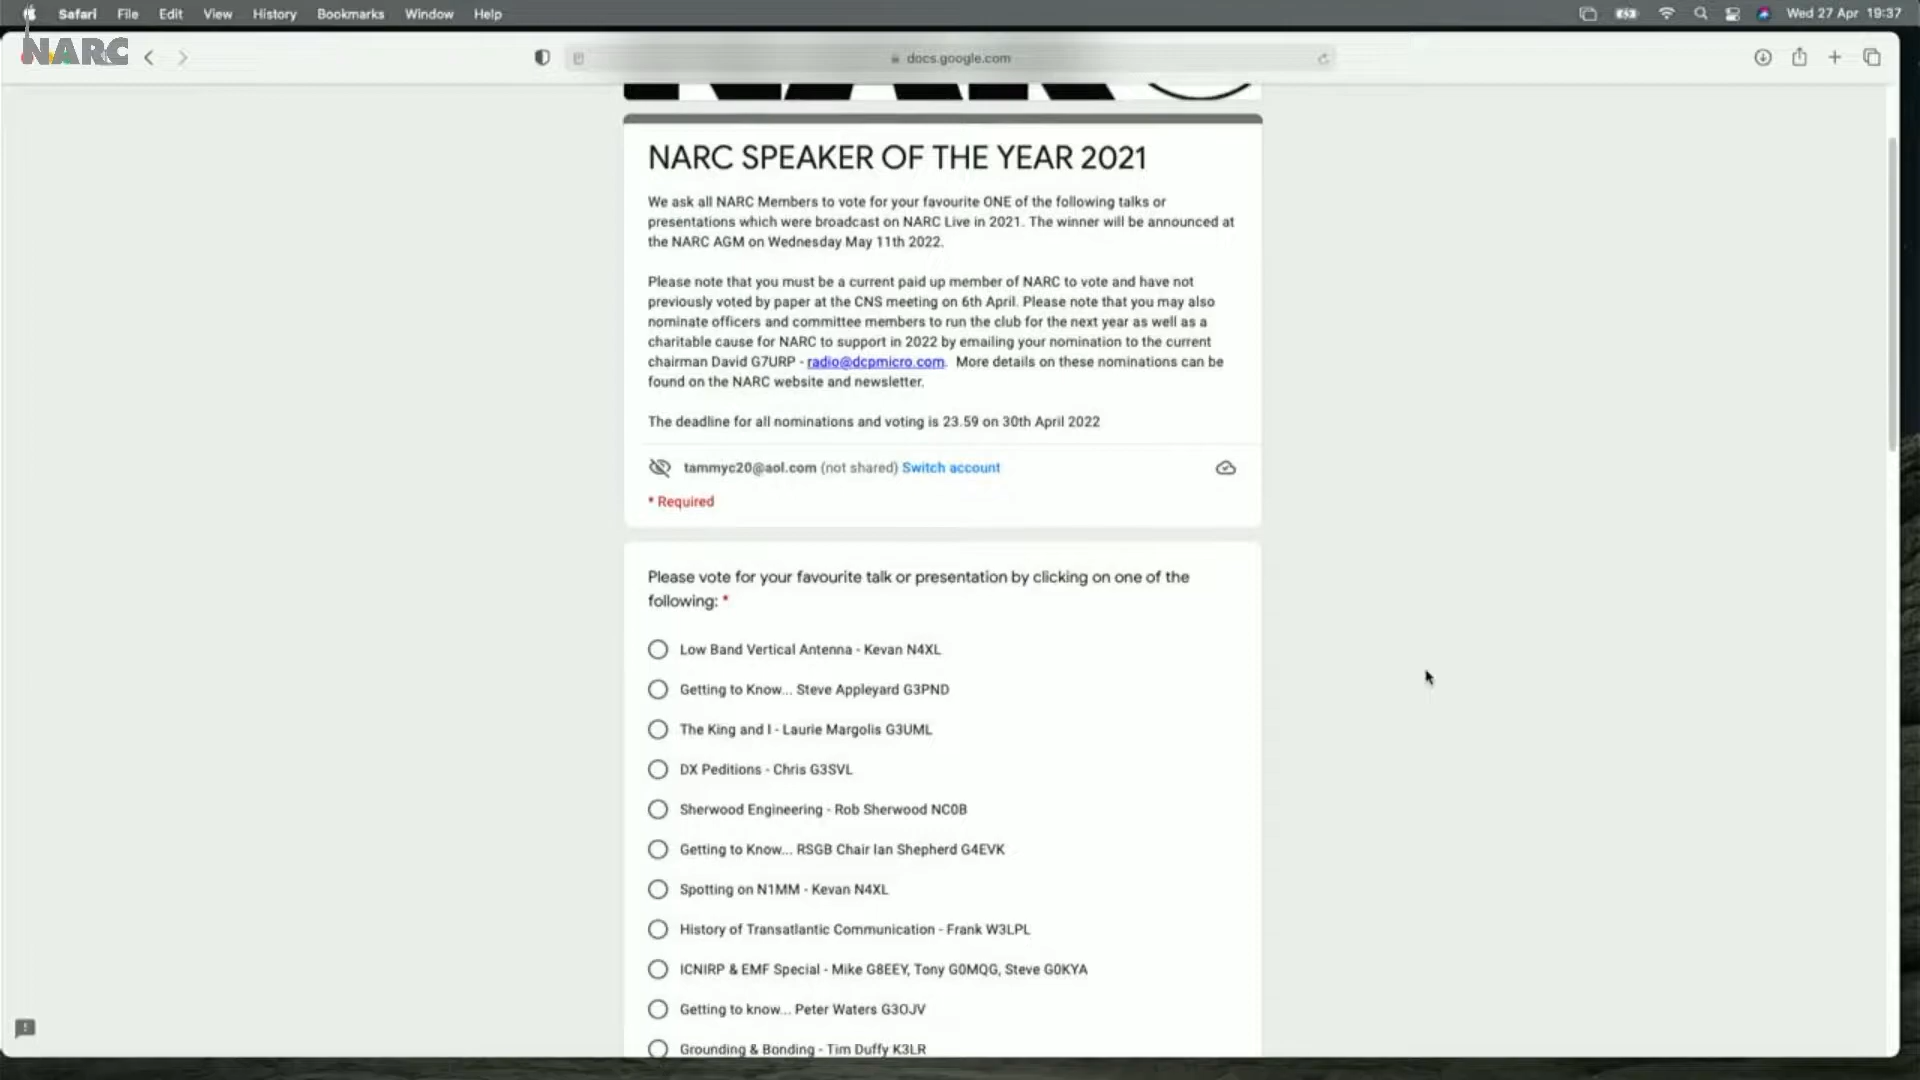 Safari File Edit View History Bookmarks Window Help Wed 27 Apr 19:37
NARC
docs.google.com
NARC SPEAKER OF THE YEAR 2021
We ask all NARC Members to vote for your favourite ONE of the following talks or
presentations which were broadcast on NARC Live in 2021. The winner will be announced at
the NARC AGM on Wednesday May 11th 2022.
Please note that you must be a current paid up member of NARC to vote and have not
previously voted by paper at the CNS meeting on 6th April. Please note that you may also
nominate officers and committee members to run the club for the next year as well as a
charitable cause for NARC to support in 2022 by emailing your nomination to the current
chairman David G7URP - radio@dcpmicro.com. More details on these nominations can be
found on the NARC website and newsletter.
The deadline for all nominations and voting is 23.59 on 30th April 2022
tammyc20@aol.com (not shared) Switch account
* Required
Please vote for your favourite talk or presentation by clicking on one of the
following: *
Low Band Vertical Antenna - Kevan N4XL
Getting to Know... Steve Appleyard G3PND
The King and I - Laurie Margolis G3UML
DX Peditions - Chris G3SVL
Sherwood Engineering - Rob Sherwood NC0B
Getting to Know... RSGB Chair Ian Shepherd G4EVK
Spotting on N1MM - Kevan N4XL
History of Transatlantic Communication - Frank W3LPL
ICNIRP & EMF Special - Mike G8EEY, Tony G0MQG, Steve G0KYA
Getting to know... Peter Waters G3OJV
Grounding & Bonding - Tim Duffy K3LR